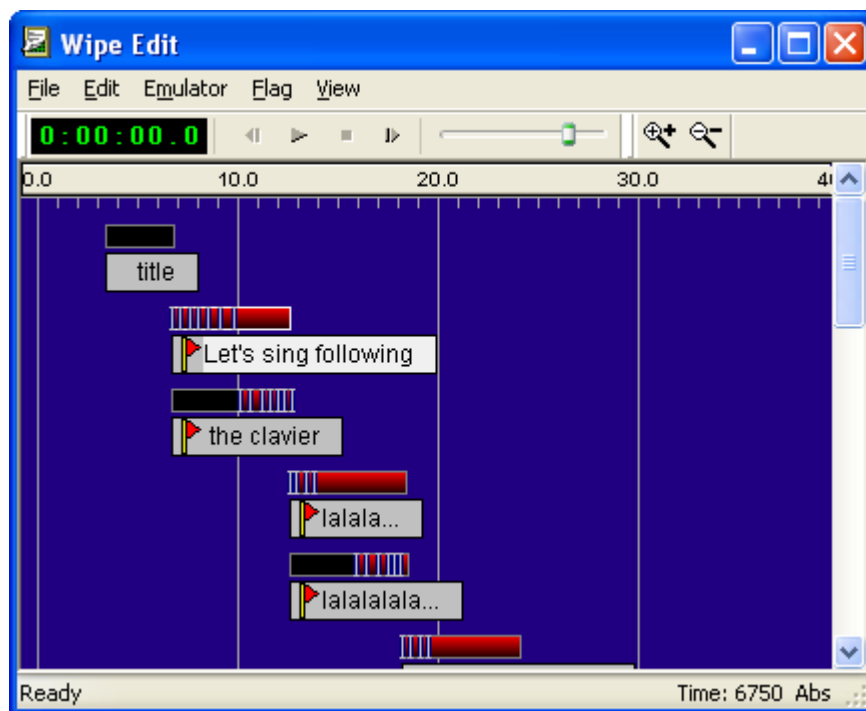 Wipe Edit
File Edit Emulator Flag View
0:00:00.0
0.0 10.0 20.0 30.0
title
Let's sing following
the clavier
lalala...
lalalalala...
Ready Time: 6750 Abs